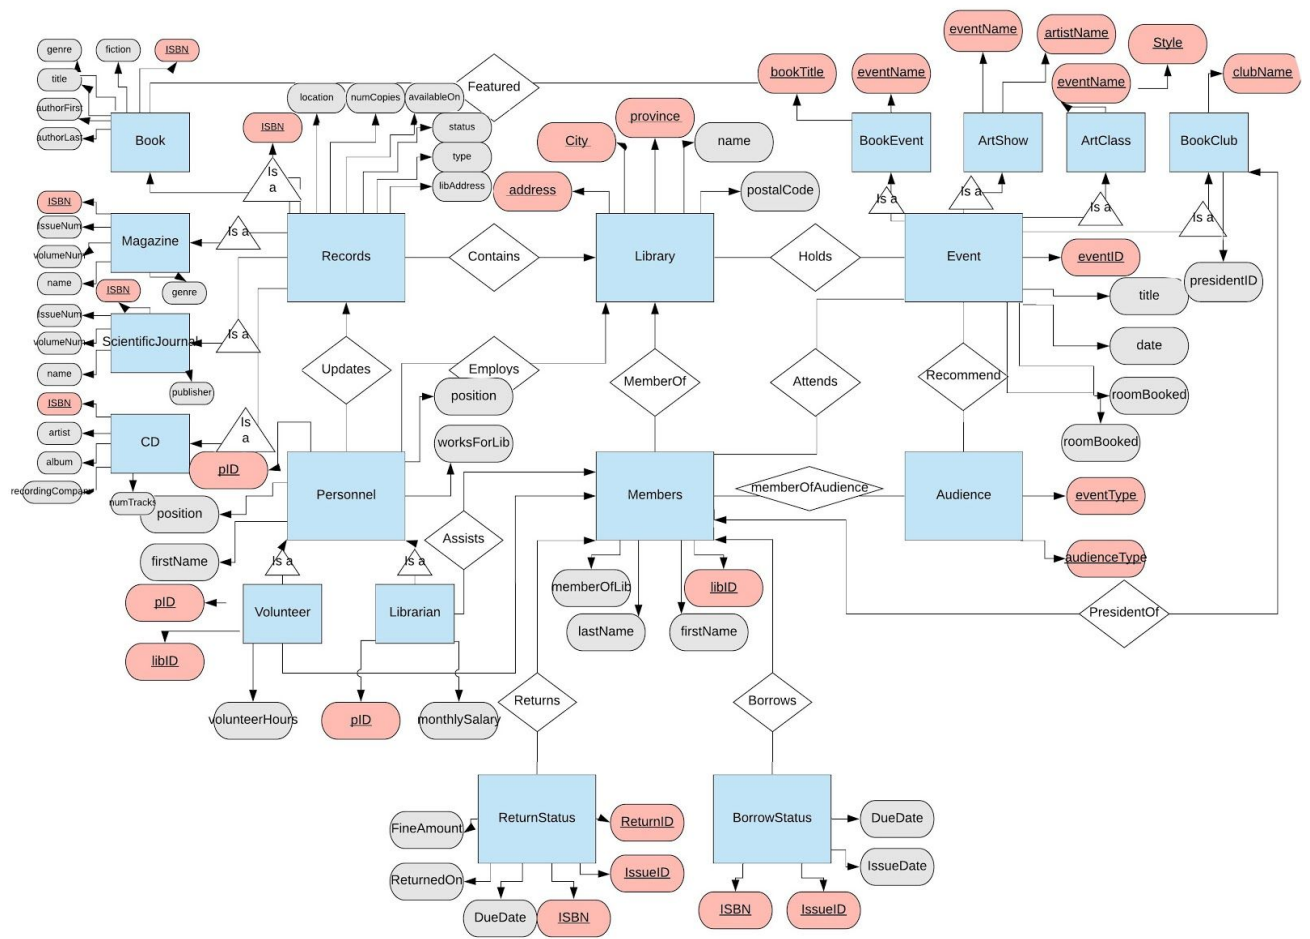 eventName
artistName
Style
genre
fiction
ISBN
bookTitle
eventName
eventName
clubName
title
Featured
location
numCopies
availableOn
authorFirst
authorLast
Book
ISBN
status
type
libAddress
City
province
name
BookEvent
ArtShow
ArtClass
BookClub
Is
a
address
postalCode
Is a
Is a
Is a
Is a
ISBN
IssueNum
volumeNum
name
Magazine
genre
Is a
Records
Contains
Library
Holds
Event
eventID
presidentID
title
ISBN
IssueNum
volumeNum
name
ScientificJournal
publisher
Is a
date
Updates
Employs
MemberOf
Attends
Recommend
position
roomBooked
roomBooked
ISBN
artist
album
recordingCompany
CD
numTracks
Is
a
pID
worksForLib
position
firstName
Personnel
Members
memberOfAudience
Audience
eventType
audienceType
Assists
Is a
Is a
pID
libID
Volunteer
Librarian
memberOfLib
libID
lastName
firstName
PresidentOf
volunteerHours
pID
monthlySalary
Returns
Borrows
FineAmount
ReturnStatus
ReturnID
BorrowStatus
DueDate
ReturnedOn
IssueID
IssueDate
DueDate
ISBN
ISBN
IssueID